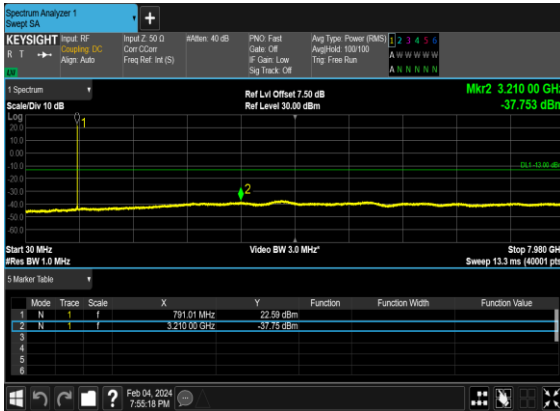 Spectrum Analyzer 1
Swept SA
+
KEYSIGHT
R T
Input: RF
Coupling: DC
Align: Auto
Input Z: 50 Ω
Corr CCorr
Freq Ref: Int (S)
#Atten: 40 dB
PNO: Fast
Gate: Off
IF Gain: Low
Sig Track: Off
Avg Type: Power (RMS)
Avg|Hold: 100/100
Trig: Free Run
1 2 3 4 5 6
A W W W W W
A N N N N N
1 Spectrum
Scale/Div 10 dB
Ref Lvl Offset 7.50 dB
Ref Level 30.00 dBm
Mkr2 3.210 00 GHz
-37.753 dBm
Log
20.0
10.0
0.00
-10.0
-20.0
-30.0
-40.0
-50.0
-60.0
1
2
DL1 -13.00 dBm
Start 30 MHz
#Res BW 1.0 MHz
Video BW 3.0 MHz*
Stop 7.980 GHz
Sweep 13.3 ms (40001 pts)
5 Marker Table
Mode Trace Scale X Y Function Function Width Function Value
1 N 1 f 791.01 MHz 22.59 dBm
2 N 1 f 3.210 00 GHz -37.75 dBm
3
4
5
6
?
Feb 04, 2024
7:55:18 PM